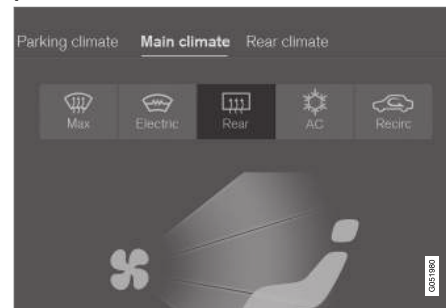 Parking climate Main climate Rear climate
Max Electric Rear AC Recirc
G051980